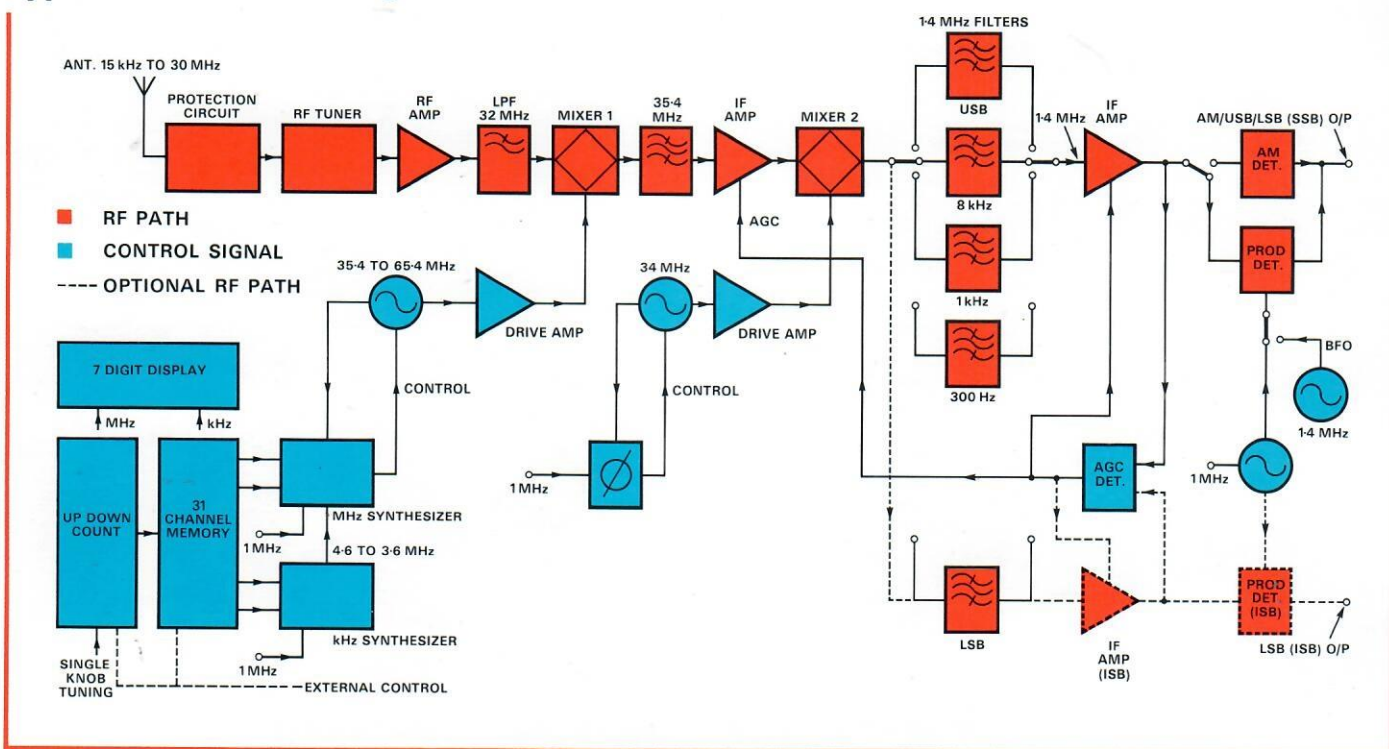 1·4 MHz FILTERS
ANT. 15 kHz TO 30 MHz
PROTECTION
CIRCUIT
RF TUNER
RF
AMP
LPF
32 MHz
MIXER 1
35·4
MHz
IF
AMP
MIXER 2
USB
1·4 MHz
IF
AMP
AM/USB/LSB (SSB) O/P
AM
DET.
8 kHz
PROD
DET.
AGC
RF PATH
CONTROL SIGNAL
OPTIONAL RF PATH
35·4 TO 65·4 MHz
DRIVE AMP
34 MHz
DRIVE AMP
1 kHz
300 Hz
BFO
1·4 MHz
7 DIGIT DISPLAY
MHz
kHz
CONTROL
CONTROL
1 MHz
AGC
DET.
1 MHz
UP DOWN
COUNT
31
CHANNEL
MEMORY
MHz SYNTHESIZER
1 MHz
4·6 TO 3·6 MHz
kHz SYNTHESIZER
1 MHz
SINGLE
KNOB
TUNING
EXTERNAL CONTROL
LSB
IF
AMP
(ISB)
PROD
DET.
(ISB)
LSB (ISB) O/P